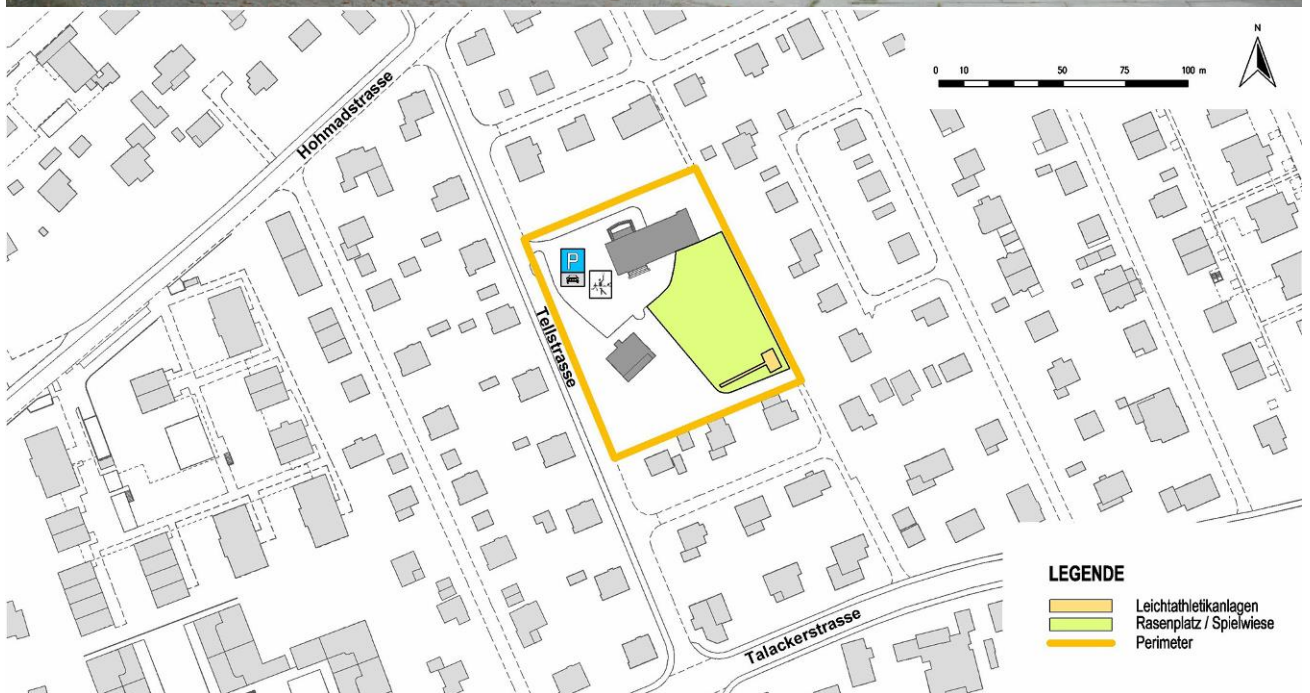 N
0 10 50 75 100 m
Hohmadstrasse
P
Tellstrasse
Talackerstrasse
LEGENDE
Leichtathletikanlagen
Rasenplatz / Spielwiese
Perimeter